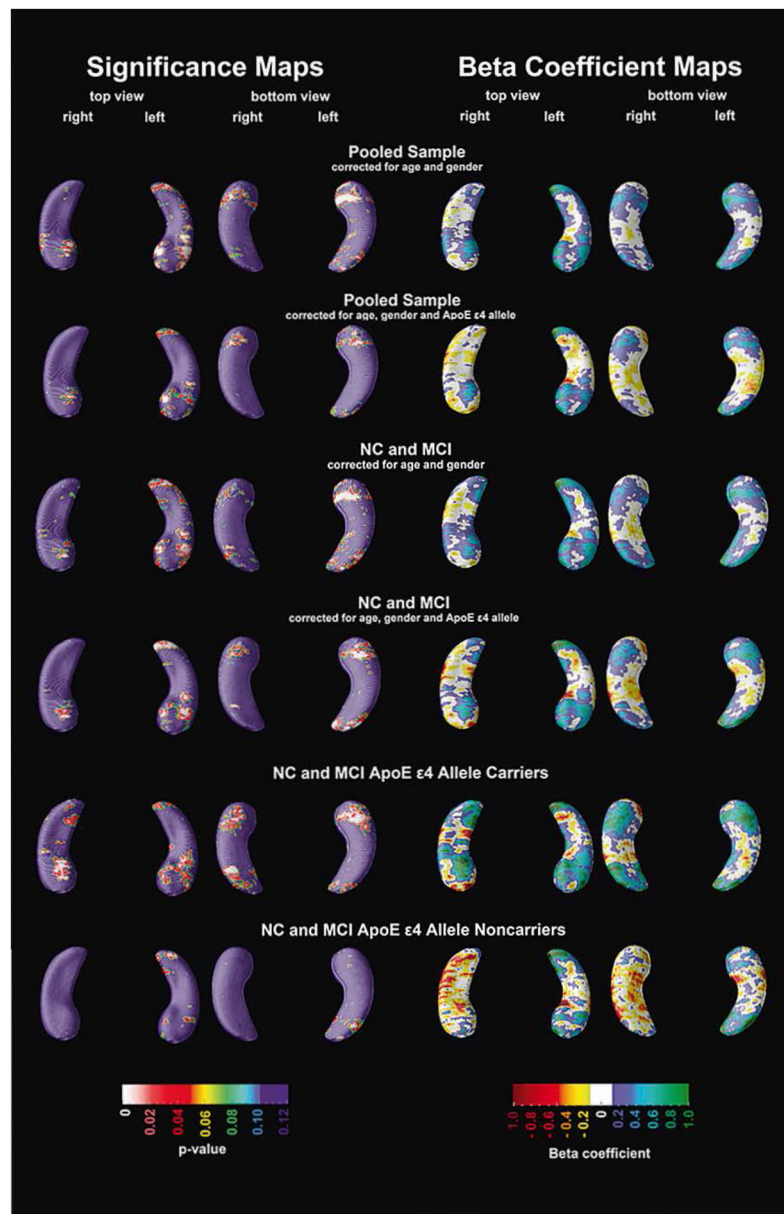 Significance Maps Beta Coefficient Maps
top view bottom view top view bottom view
right left right left right left right left
Pooled Sample
corrected for age and gender
Pooled Sample
corrected for age, gender and ApoE ε4 allele
NC and MCI
corrected for age and gender
NC and MCI
corrected for age, gender and ApoE ε4 allele
NC and MCI ApoE ε4 Allele Carriers
NC and MCI ApoE ε4 Allele Noncarriers
0 0.02 0.04 0.06 0.08 0.10 0.12
p-value
1.0 - 0.8 - 0.6 - 0.4 - 0.2 0 0.2 0.4 0.6 0.8 1.0
Beta coefficient